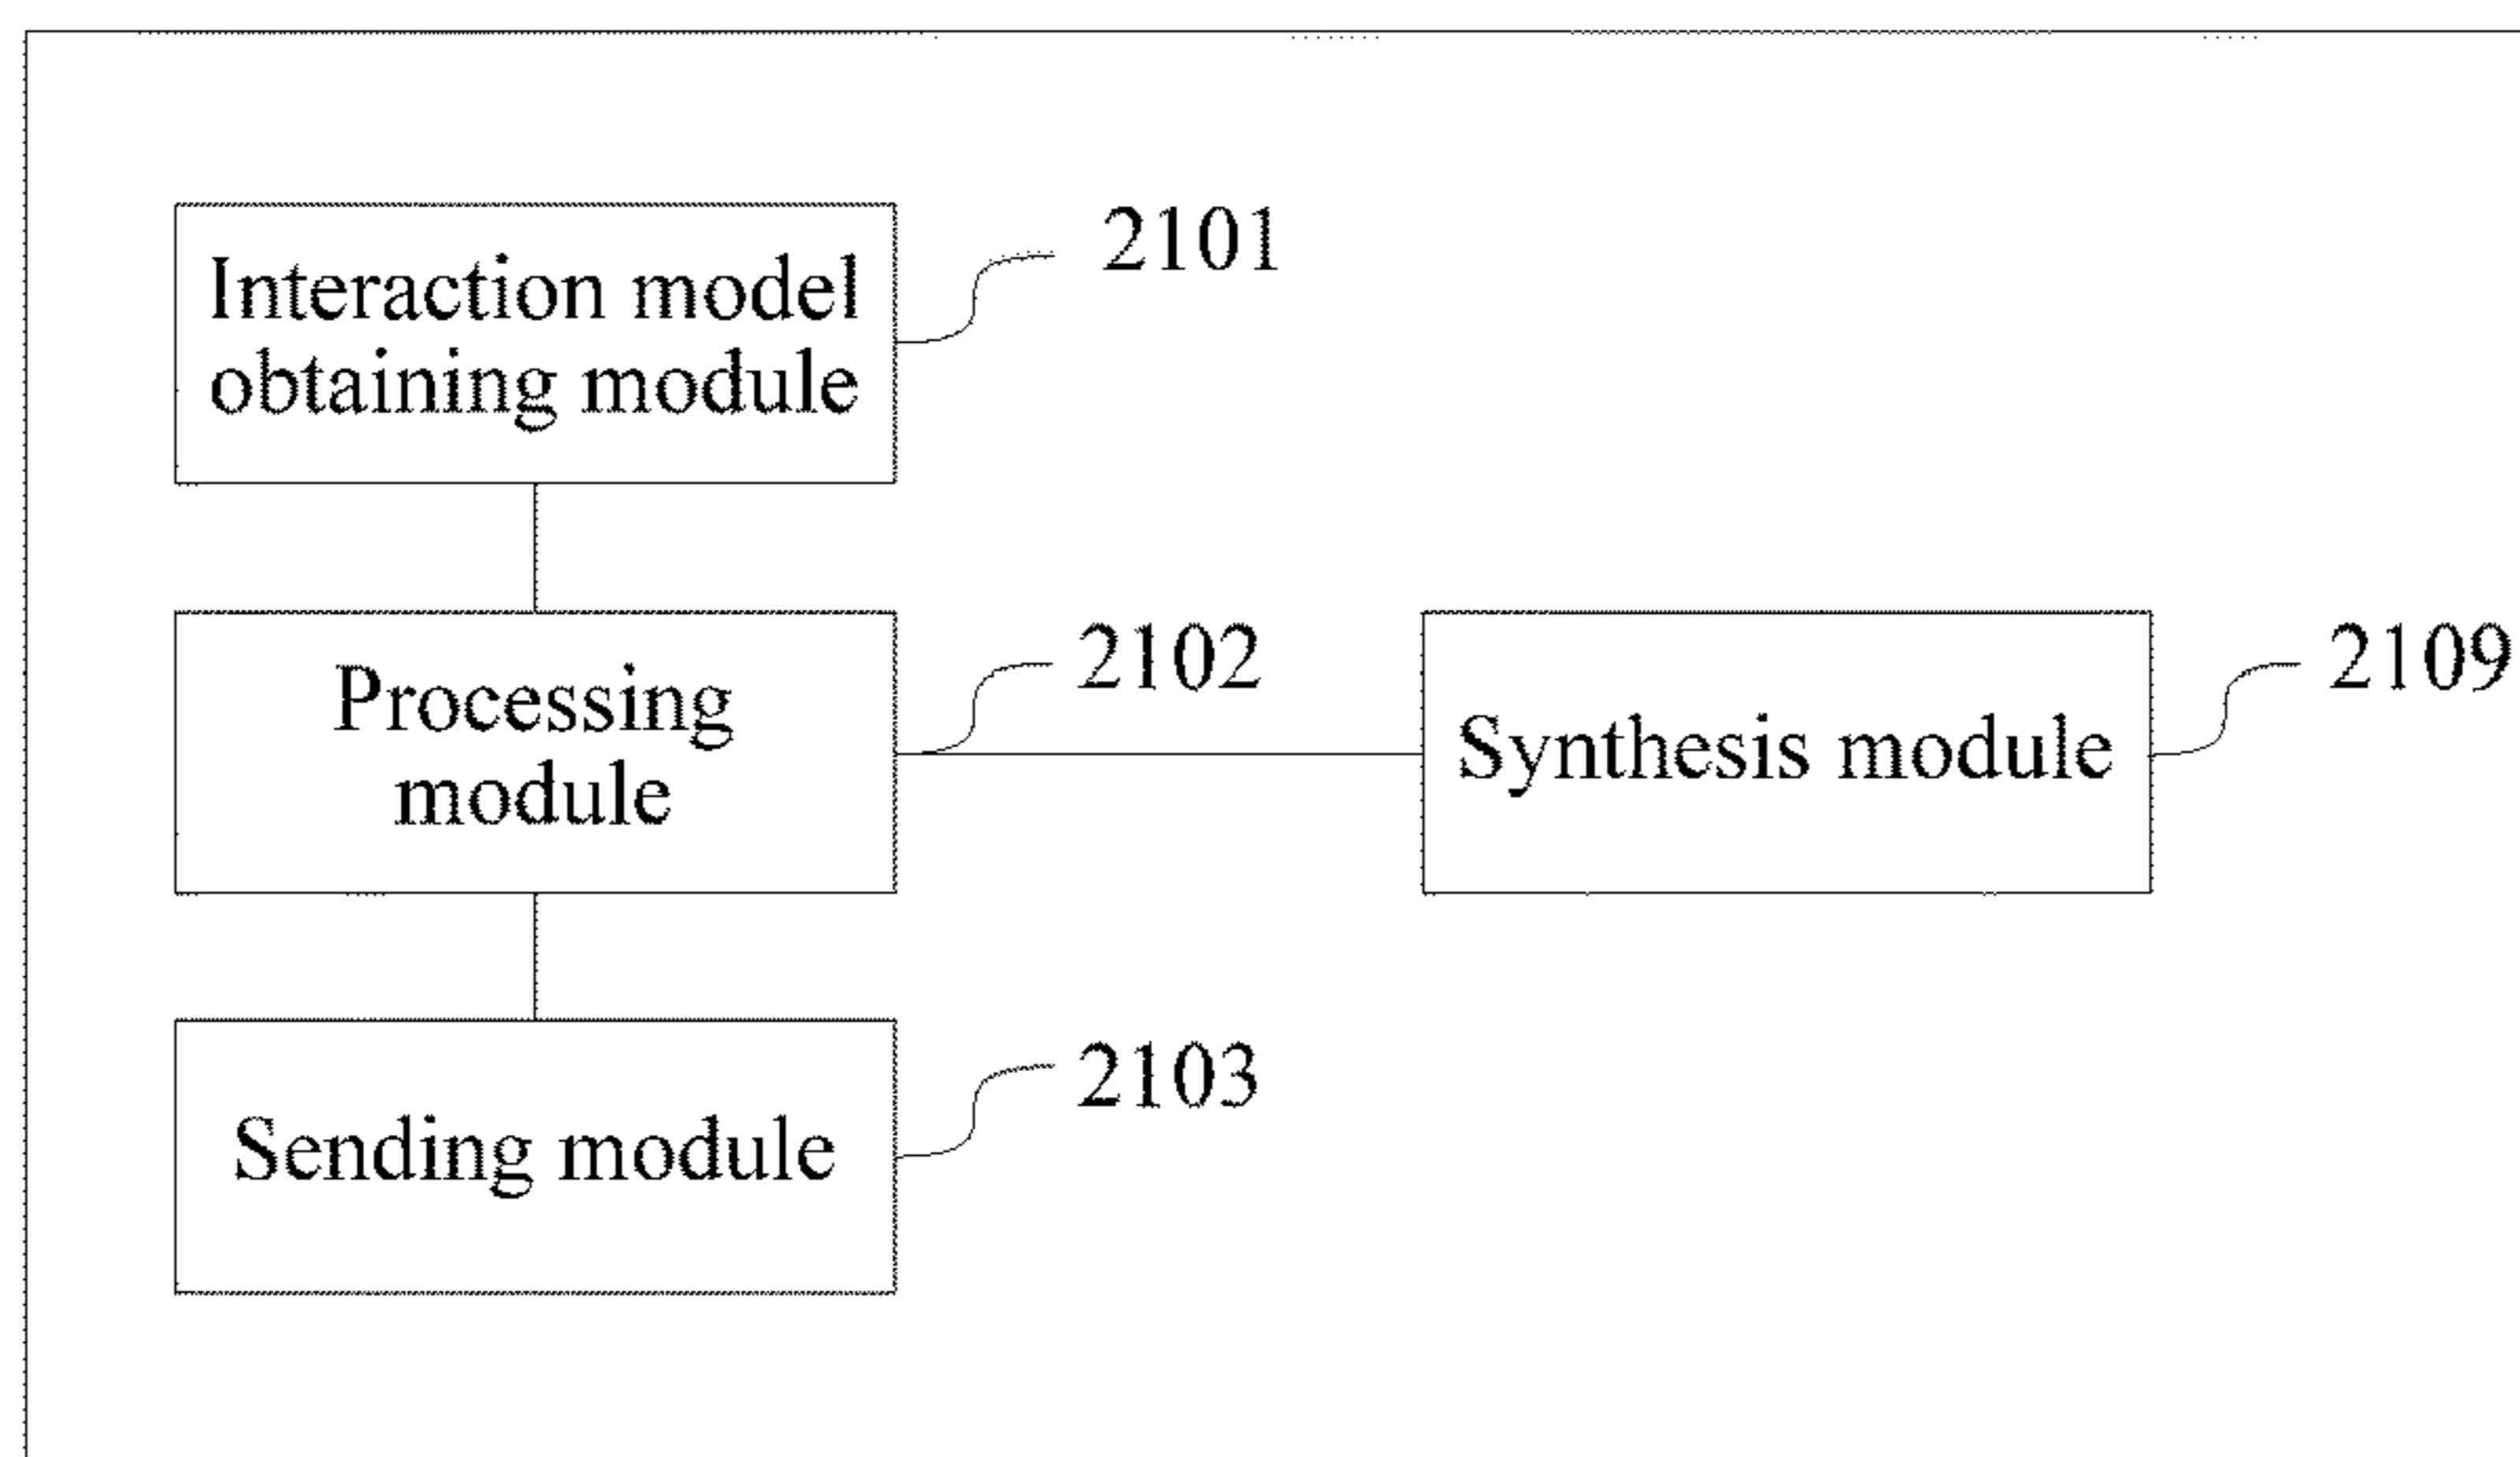 Interaction model
obtaining module
2101
Processing
module
2102
Synthesis module
2109
Sending module
2103